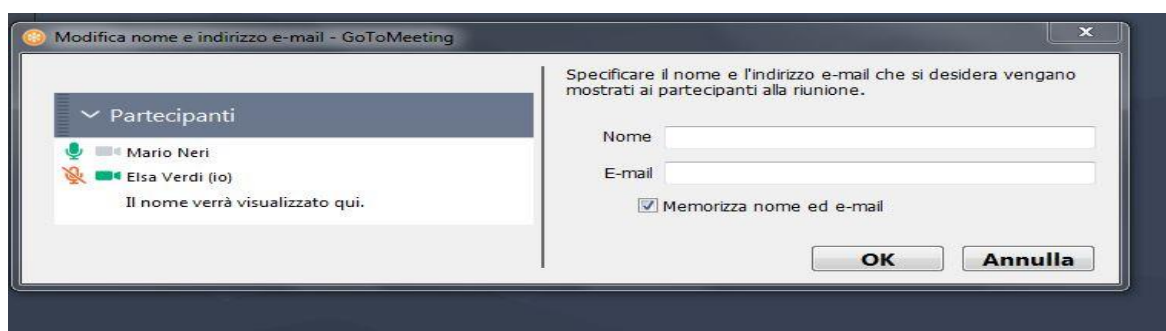 Modifica nome e indirizzo e-mail - GoToMeeting
Partecipanti
Mario Neri
Elsa Verdi (io)
Il nome verrà visualizzato qui.
Specificare il nome e l'indirizzo e-mail che si desidera vengano
mostrati ai partecipanti alla riunione.
Nome
E-mail
Memorizza nome ed e-mail
OK
Annulla